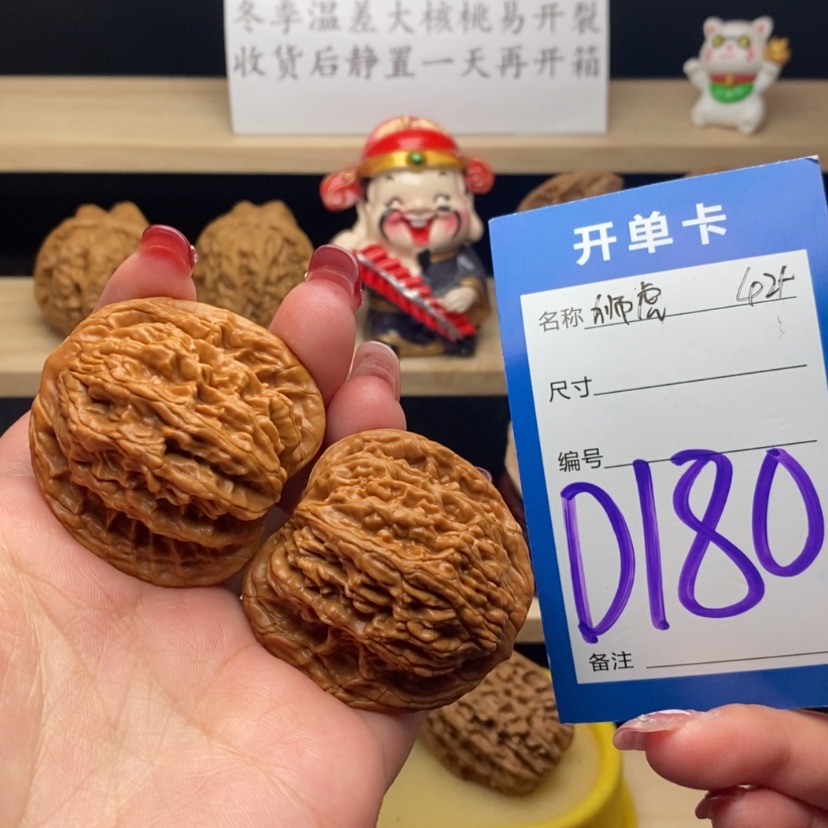 冬季温差大核桃易开裂
收货后静置一天再开箱
开单卡
名称 狮虎 42+
尺寸
编号
D180
备注